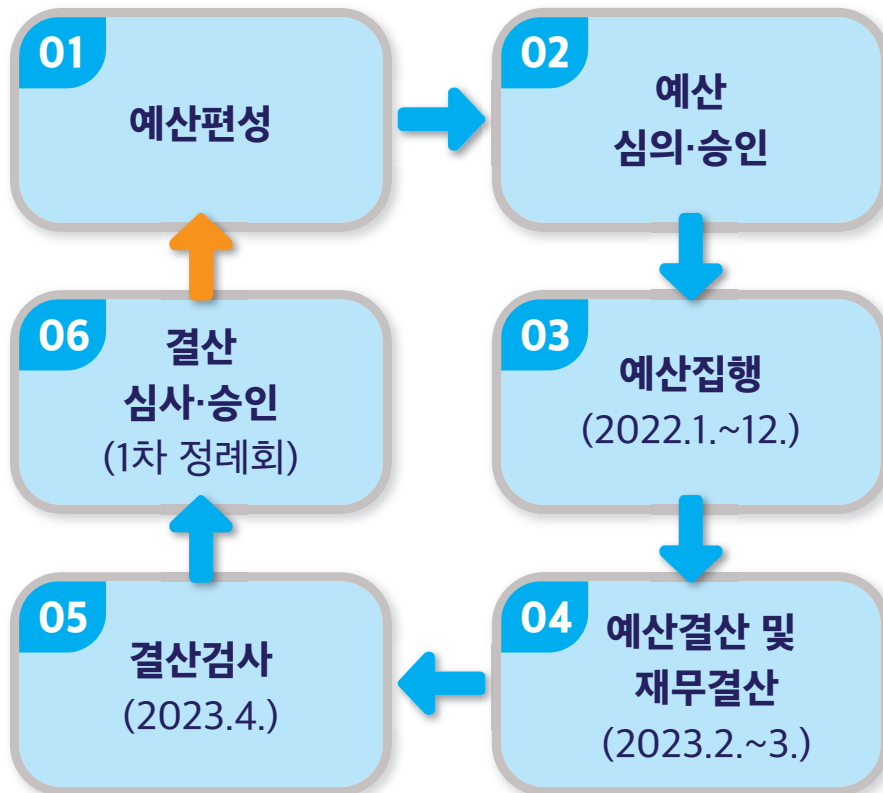 01
예산편성
02
예산
심의·승인
03
예산집행
(2022.1.~12.)
04
예산결산 및
재무결산
(2023.2.~3.)
05
결산검사
(2023.4.)
06
결산
심사·승인
(1차 정례회)